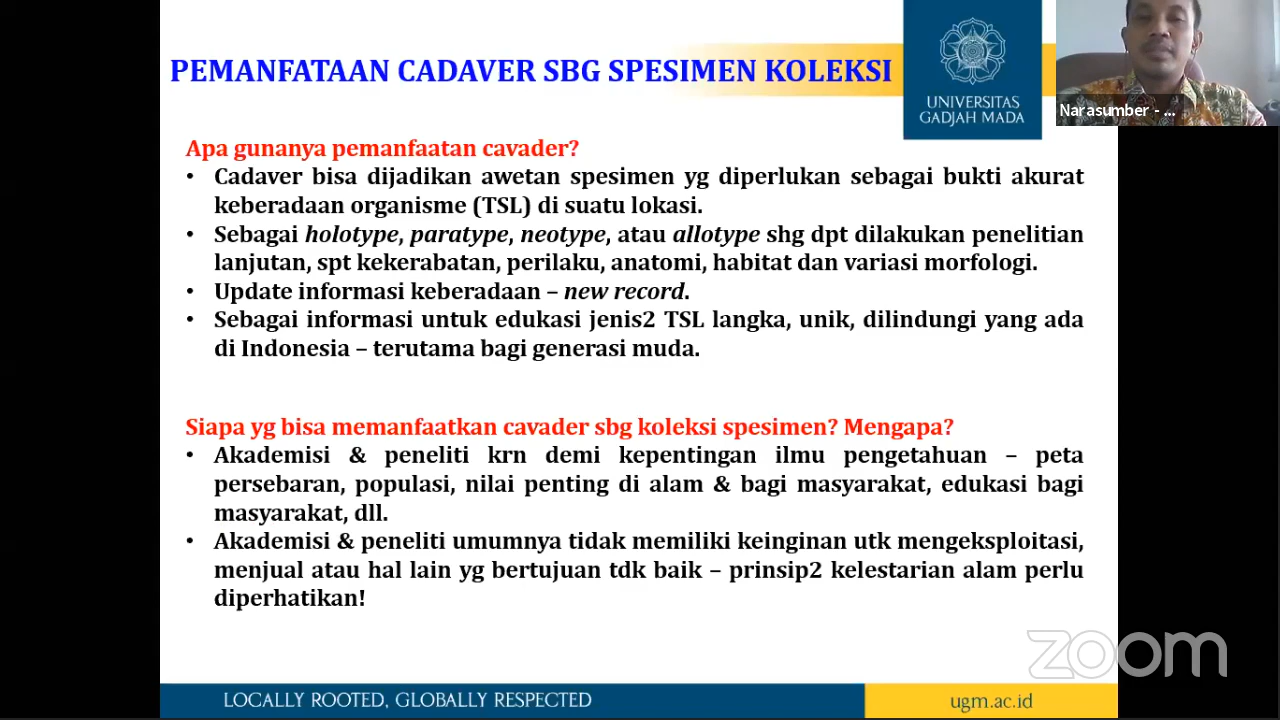 PEMANFATAAN CADAVER SBG SPESIMEN KOLEKSI
UNIVERSITAS
GADJAH MADA
Narasumber - ...
Apa gunanya pemanfaatan cavader?
• Cadaver bisa dijadikan awetan spesimen yg diperlukan sebagai bukti akurat
keberadaan organisme (TSL) di suatu lokasi.
• Sebagai holotype, paratype, neotype, atau allotype shg dpt dilakukan penelitian
lanjutan, spt kekerabatan, perilaku, anatomi, habitat dan variasi morfologi.
• Update informasi keberadaan – new record.
• Sebagai informasi untuk edukasi jenis2 TSL langka, unik, dilindungi yang ada
di Indonesia – terutama bagi generasi muda.
Siapa yg bisa memanfaatkan cavader sbg koleksi spesimen? Mengapa?
• Akademisi & peneliti krn demi kepentingan ilmu pengetahuan – peta
persebaran, populasi, nilai penting di alam & bagi masyarakat, edukasi bagi
masyarakat, dll.
• Akademisi & peneliti umumnya tidak memiliki keinginan utk mengeksploitasi,
menjual atau hal lain yg bertujuan tdk baik – prinsip2 kelestarian alam perlu
diperhatikan!
zoom
LOCALLY ROOTED, GLOBALLY RESPECTED
ugm.ac.id